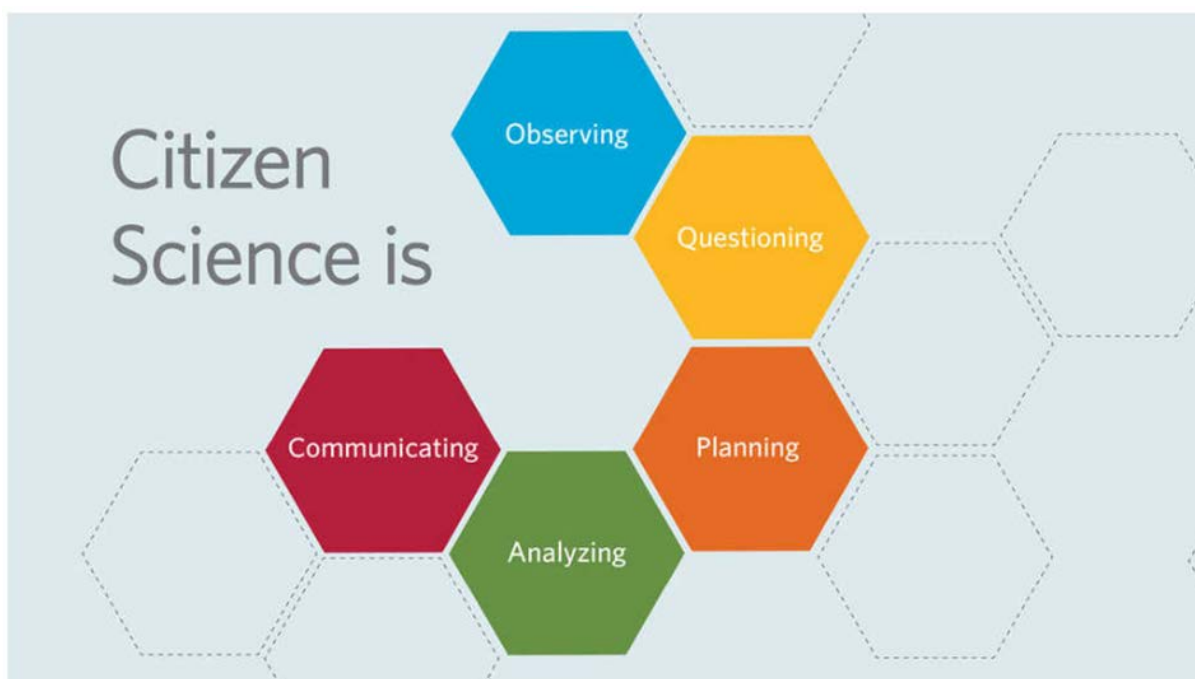 Citizen
Science is
Observing
Questioning
Planning
Analyzing
Communicating